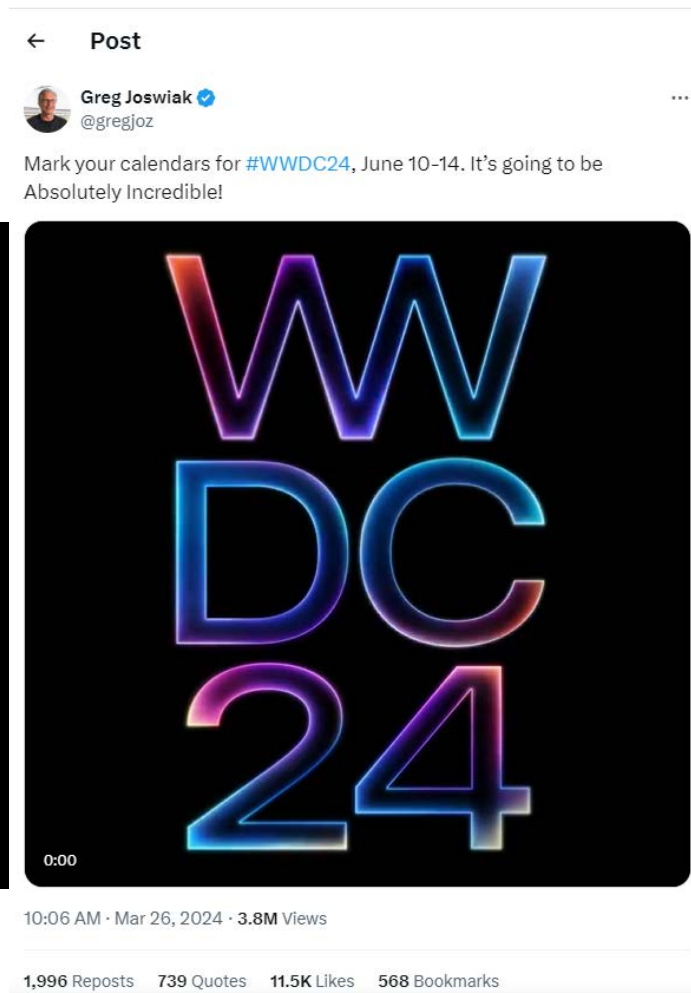 Post
Greg Joswiak
@gregjoz
Mark your calendars for #WWDC24, June 10-14. It’s going to be
Absolutely Incredible!
WW
DC
24
0:00
10:06 AM · Mar 26, 2024 · 3.8M Views
1,996 Reposts 739 Quotes 11.5K Likes 568 Bookmarks